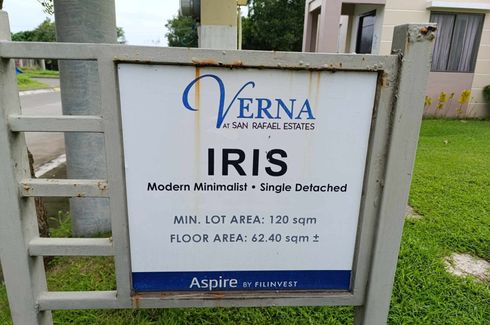 VERNA
AT SAN RAFAEL ESTATES
IRIS
Modern Minimalist • Single Detached
MIN. LOT AREA: 120 sqm
FLOOR AREA: 62.40 sqm ±
Aspire BY FILINVEST